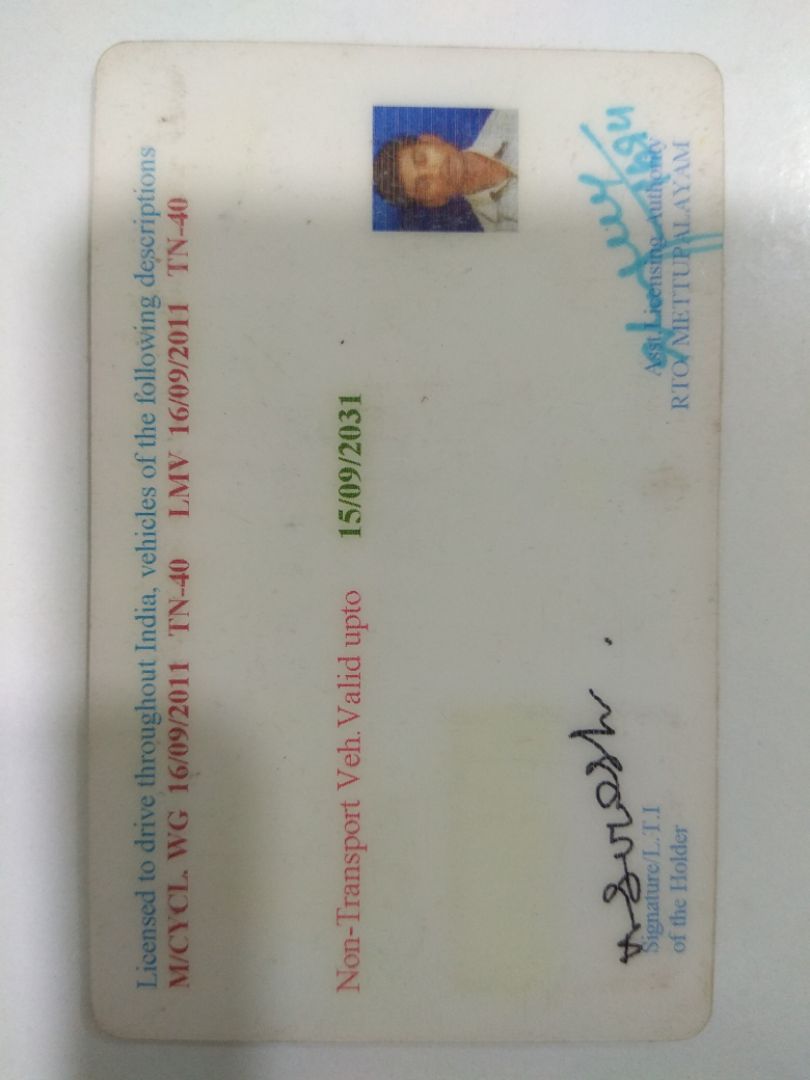 Licensed to drive throughout India, vehicles of the following descriptions
M/CYCL. WG 16/09/2011 TN-40 LMV 16/09/2011 TN-40
Non-Transport Veh. Valid upto 15/09/2031
Suresh
Signature/L.T.I
of the Holder
Asst Licensing Authority
RTO, METTUPALAYAM